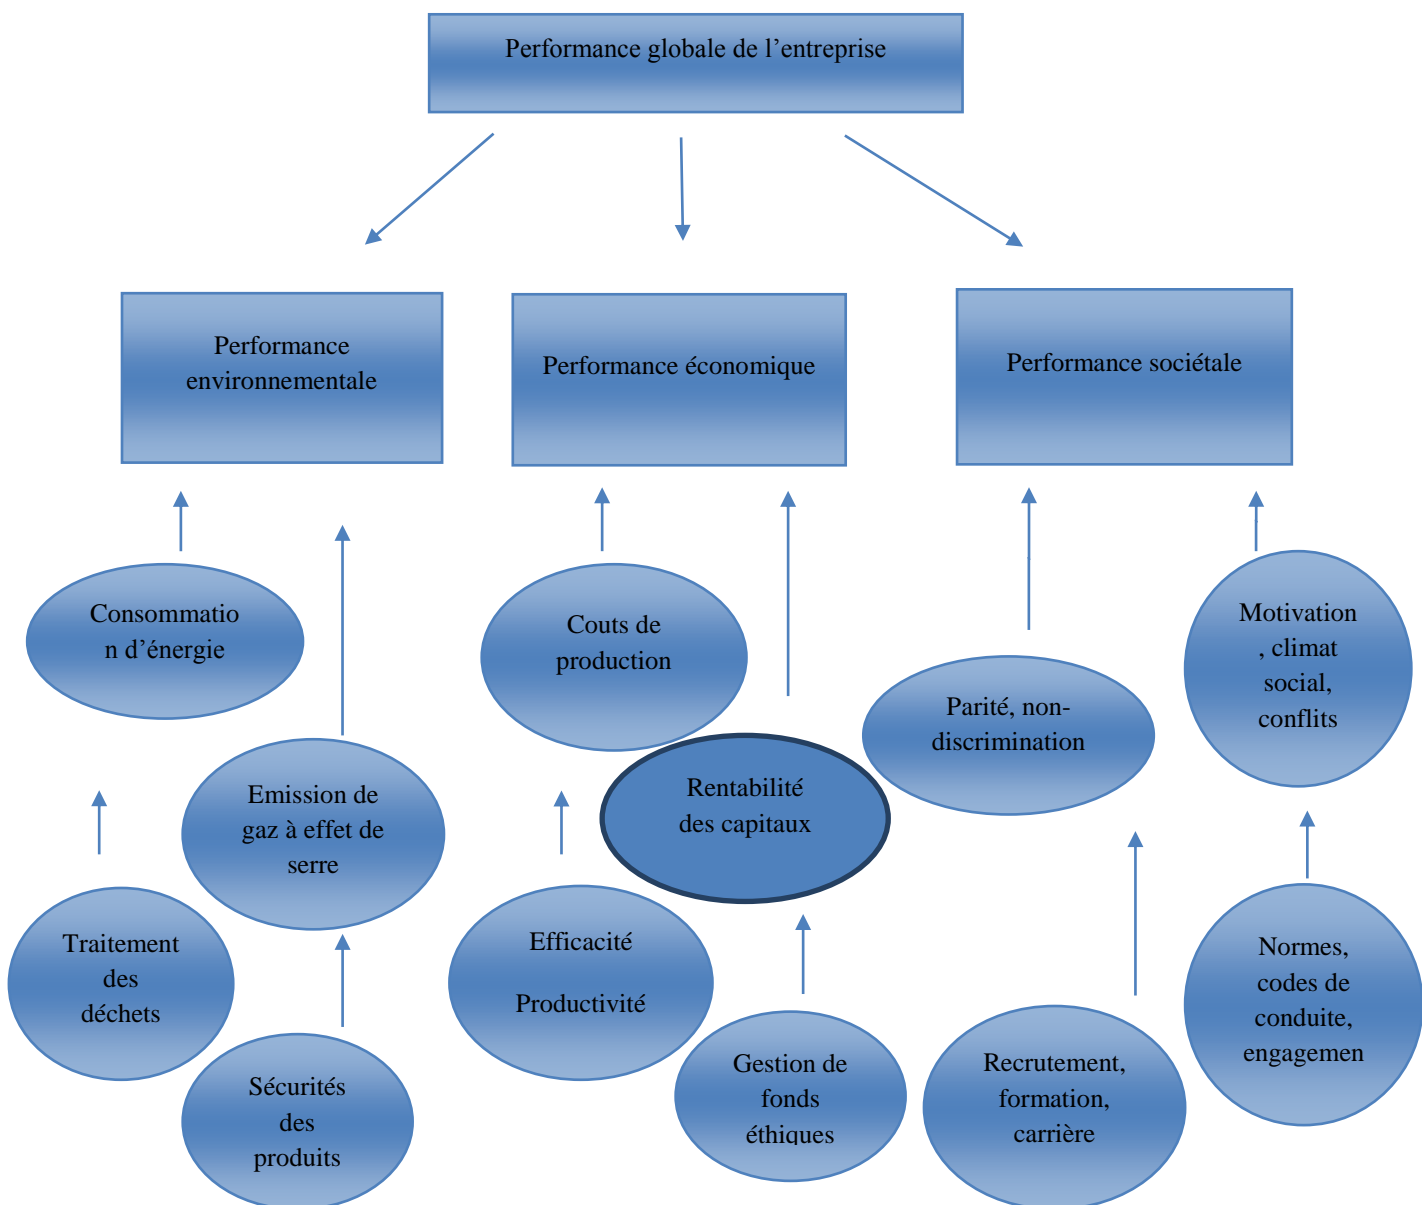 Performance globale de l’entreprise
Performance
environnementale
Performance économique
Performance sociétale
Consommatio
n d’énergie
Couts de
production
Motivation
, climat
social,
conflits
Parité, non-
discrimination
Emission de
gaz à effet de
serre
Rentabilité
des capitaux
Traitement
des
déchets
Efficacité
Productivité
Normes,
codes de
conduite,
engagemen
Sécurités
des
produits
Gestion de
fonds
éthiques
Recrutement,
formation,
carrière